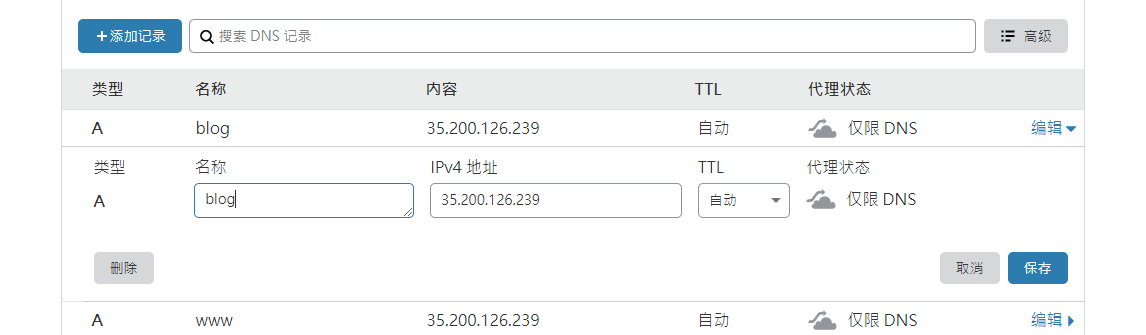 +添加记录 搜索 DNS 记录 高级
类型 名称 内容 TTL 代理状态
A blog 35.200.126.239 自动 仅限 DNS 编辑
类型 名称 IPv4 地址 TTL 代理状态
A blog 35.200.126.239 自动 仅限 DNS
删除 取消 保存
A www 35.200.126.239 自动 仅限 DNS 编辑